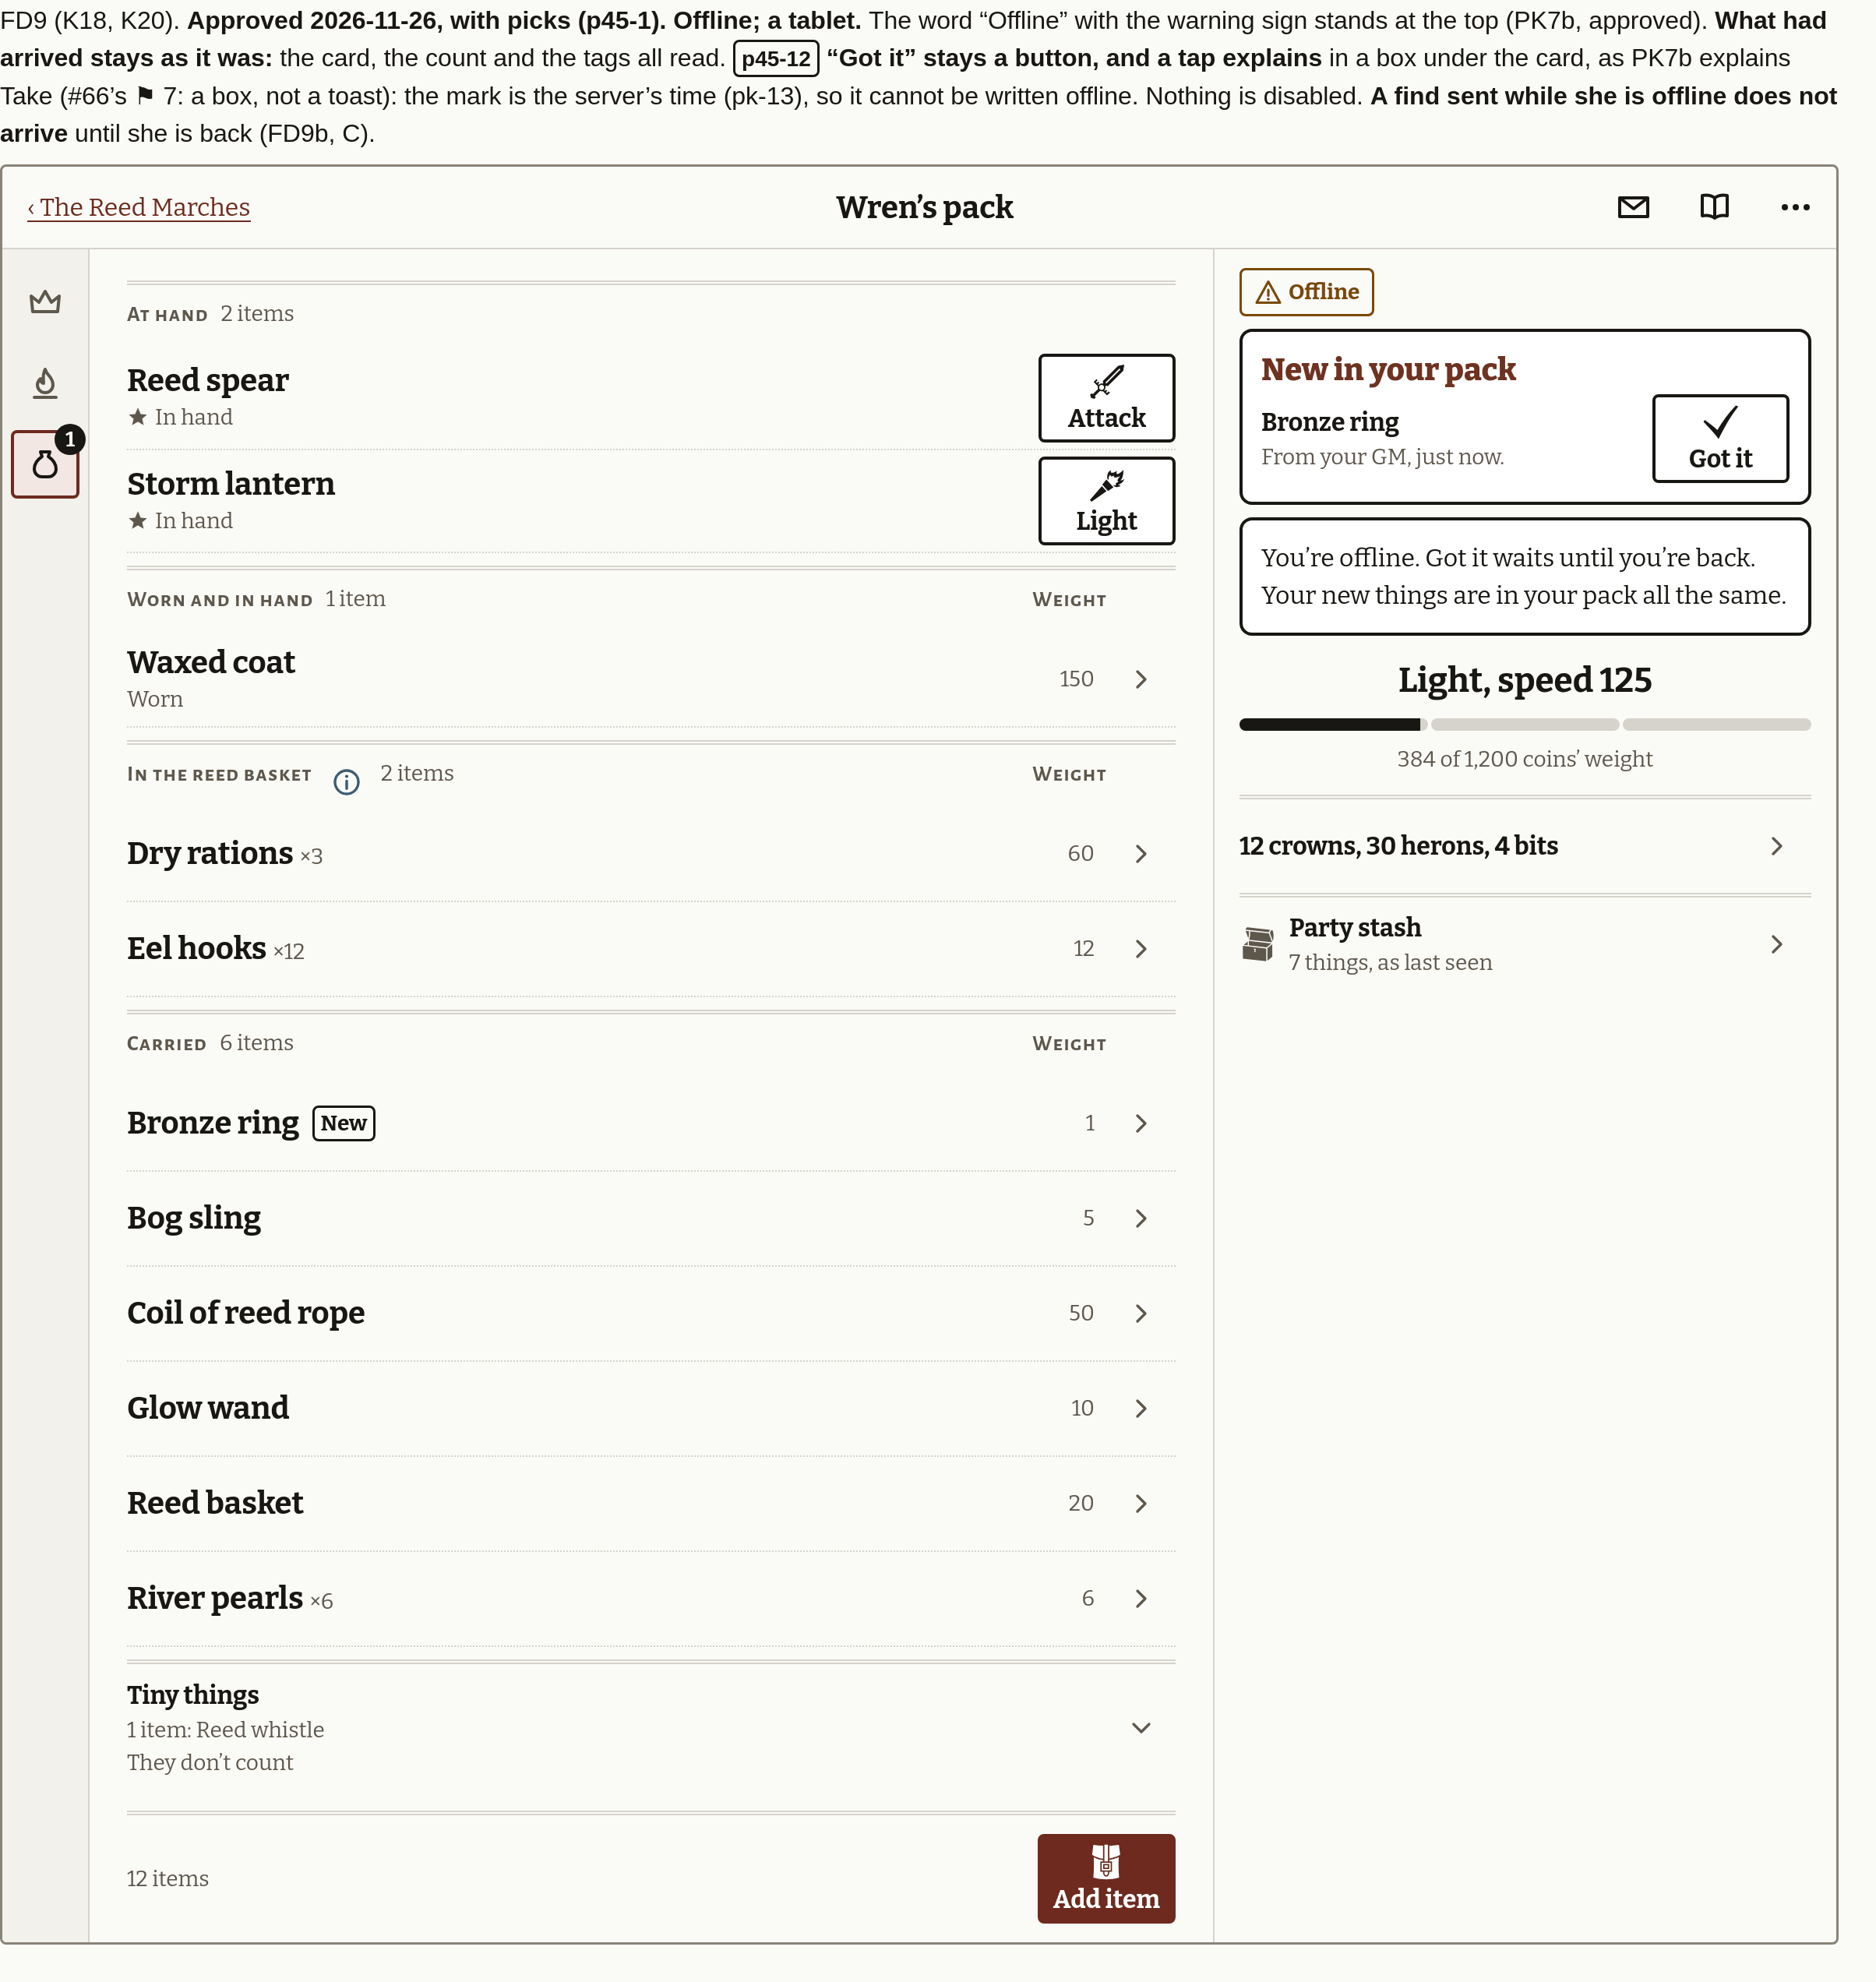 FD9 (K18, K20). Approved 2026-11-26, with picks (p45-1). Offline; a tablet. The word “Offline” with the warning sign stands at the top (PK7b, approved). What had
arrived stays as it was: the card, the count and the tags all read. p45-12 “Got it” stays a button, and a tap explains in a box under the card, as PK7b explains
Take (#66’s ⚑ 7: a box, not a toast): the mark is the server’s time (pk-13), so it cannot be written offline. Nothing is disabled. A find sent while she is offline does not
arrive until she is back (FD9b, C).
‹ The Reed Marches
Wren’s pack
1
At hand 2 items
Reed spear
★ In hand
Attack
Storm lantern
★ In hand
Light
Worn and in hand 1 item Weight
Waxed coat
Worn
150
In the reed basket 2 items Weight
Dry rations ×3 60
Eel hooks ×12 12
Carried 6 items Weight
Bronze ring New 1
Bog sling 5
Coil of reed rope 50
Glow wand 10
Reed basket 20
River pearls ×6 6
Tiny things
1 item: Reed whistle
They don’t count
12 items
Add item
Offline
New in your pack
Bronze ring
From your GM, just now.
Got it
You’re offline. Got it waits until you’re back.
Your new things are in your pack all the same.
Light, speed 125
384 of 1,200 coins’ weight
12 crowns, 30 herons, 4 bits
Party stash
7 things, as last seen